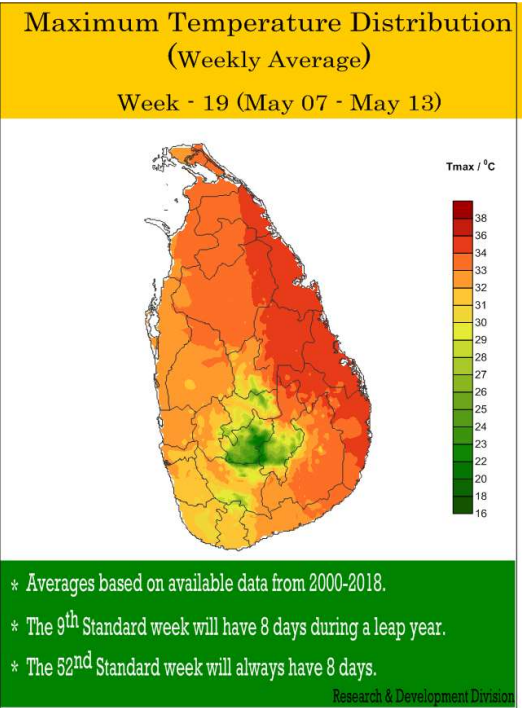 Maximum Temperature Distribution
(Weekly Average)
Week - 19 (May 07 - May 13)
Tmax / ⁰C
38
36
34
33
32
31
30
29
28
27
26
25
24
23
22
20
18
16
* Averages based on available data from 2000-2018.
* The 9th Standard week will have 8 days during a leap year.
* The 52nd Standard week will always have 8 days.
Research & Development Division